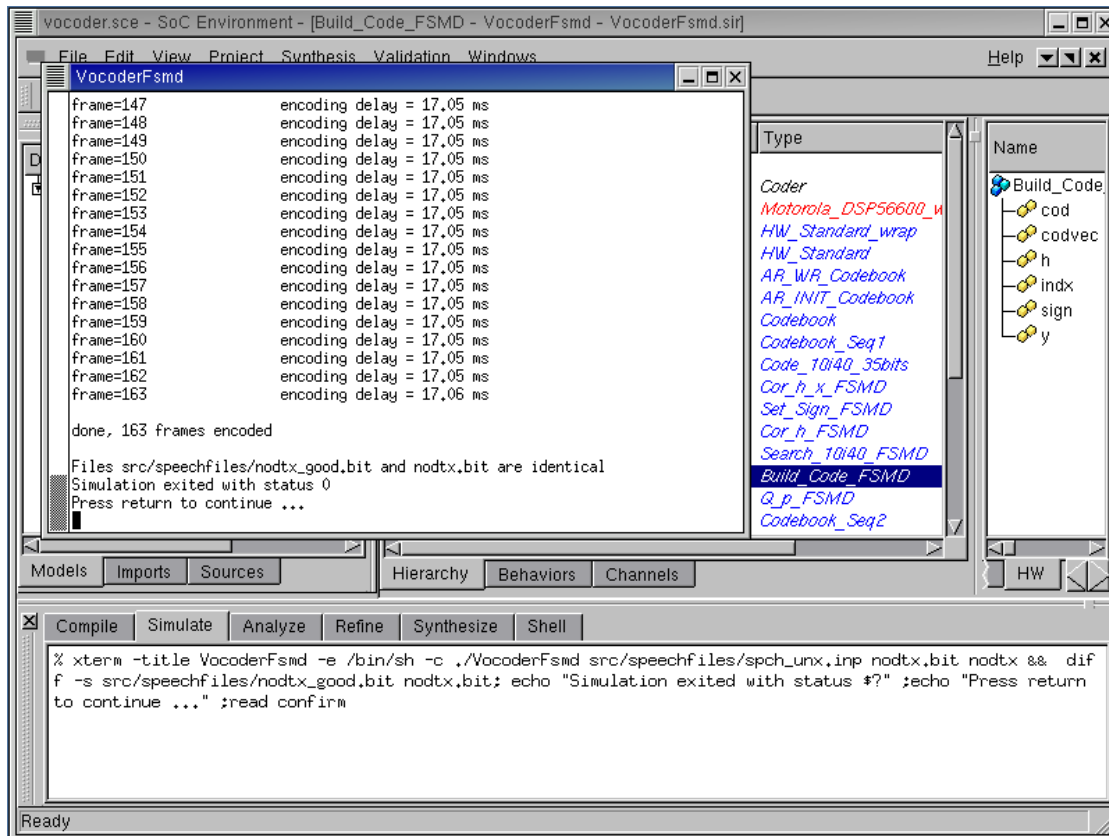 vocoder.sce - SoC Environment - [Build_Code_FSMD - VocoderFsmd - VocoderFsmd.sir]
File Edit View Project Synthesis Validation Windows Help
VocoderFsmd
frame=147 encoding delay = 17.05 ms
frame=148 encoding delay = 17.05 ms
frame=149 encoding delay = 17.05 ms
frame=150 encoding delay = 17.05 ms
frame=151 encoding delay = 17.05 ms
frame=152 encoding delay = 17.05 ms
frame=153 encoding delay = 17.05 ms
frame=154 encoding delay = 17.05 ms
frame=155 encoding delay = 17.05 ms
frame=156 encoding delay = 17.05 ms
frame=157 encoding delay = 17.05 ms
frame=158 encoding delay = 17.05 ms
frame=159 encoding delay = 17.05 ms
frame=160 encoding delay = 17.05 ms
frame=161 encoding delay = 17.05 ms
frame=162 encoding delay = 17.05 ms
frame=163 encoding delay = 17.06 ms
done, 163 frames encoded
Files src/speechfiles/nodtx_good.bit and nodtx.bit are identical
Simulation exited with status 0
Press return to continue ...
Type
Coder
Motorola_DSP56600_w
HW_Standard_wrap
HW_Standard
AR_WR_Codebook
AR_INIT_Codebook
Codebook
Codebook_Seq1
Code_10i40_35bits
Cor_h_x_FSMD
Set_Sign_FSMD
Cor_h_FSMD
Search_10i40_FSMD
Build_Code_FSMD
Q_p_FSMD
Codebook_Seq2
Name
Build_Code_
cod
codvec
h
indx
sign
y
Models Imports Sources
Hierarchy Behaviors Channels
HW
Compile Simulate Analyze Refine Synthesize Shell
% xterm -title VocoderFsmd -e /bin/sh -c ./VocoderFsmd src/speechfiles/spch_unx.inp nodtx.bit nodtx && dif
f -s src/speechfiles/nodtx_good.bit nodtx.bit; echo "Simulation exited with status $?" ;echo "Press return
to continue ..." ;read confirm
Ready